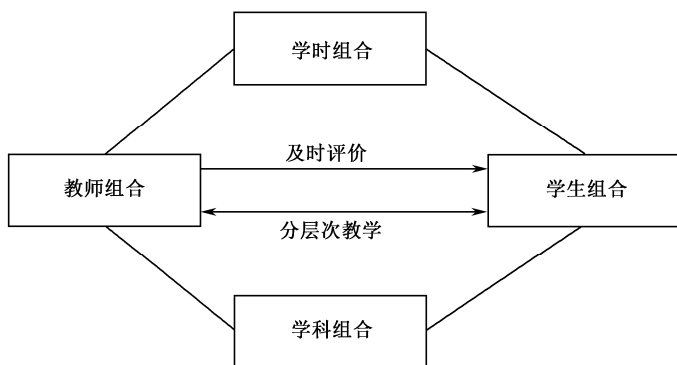 学时组合
及时评价
教师组合
学生组合
分层次教学
学科组合